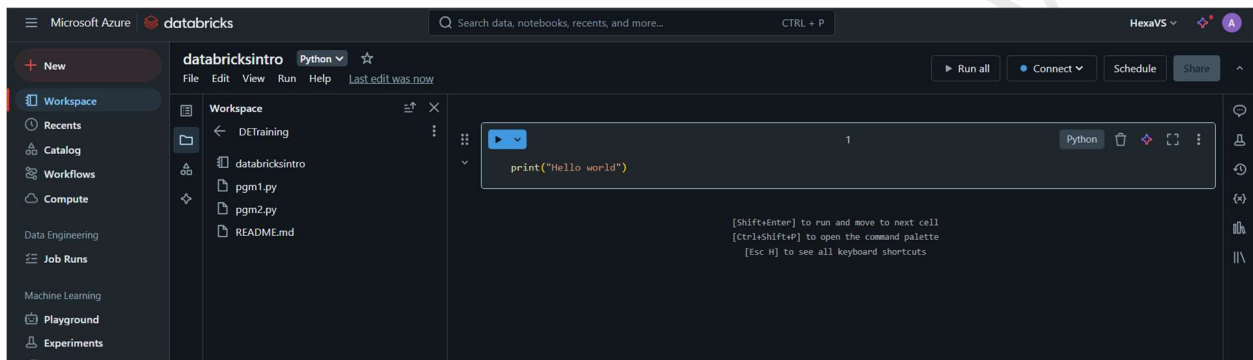 Microsoft Azure databricks
Search data, notebooks, recents, and more... CTRL + P
HexaVS
A
New
Workspace
Recents
Catalog
Workflows
Compute
Data Engineering
Job Runs
Machine Learning
Playground
Experiments
databricksintro Python
File Edit View Run Help Last edit was now
Run all Connect Schedule Share
Workspace
DETraining
databricksintro
pgm1.py
pgm2.py
README.md
1 Python
print("Hello world")
[Shift+Enter] to run and move to next cell
[Ctrl+Shift+P] to open the command palette
[Esc H] to see all keyboard shortcuts